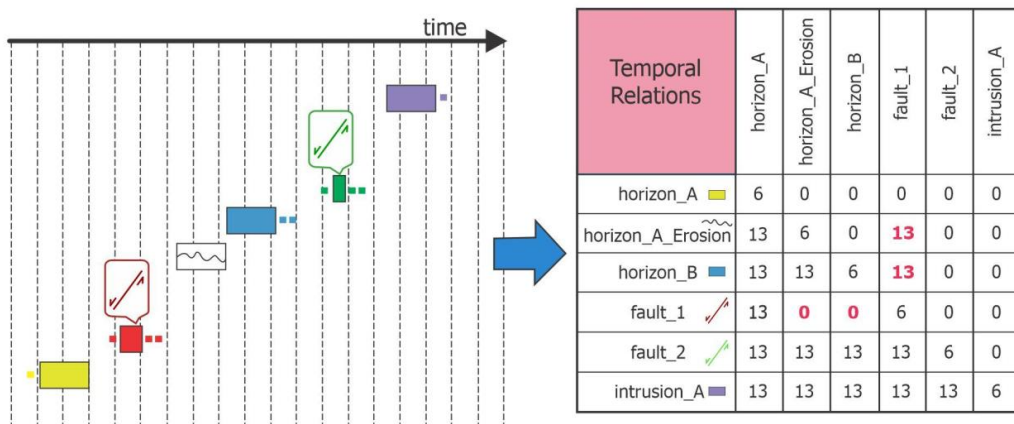 time
Temporal
Relations
horizon_A
horizon_A_Erosion
horizon_B
fault_1
fault_2
intrusion_A
horizon_A 6 0 0 0 0 0
horizon_A_Erosion 13 6 0 13 0 0
horizon_B 13 13 6 13 0 0
fault_1 13 0 0 6 0 0
fault_2 13 13 13 13 6 0
intrusion_A 13 13 13 13 13 6